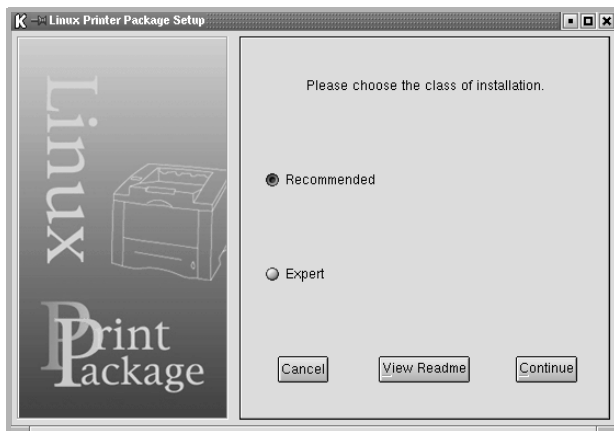 Linux Printer Package Setup
Linux
Print
Package
Please choose the class of installation.
Recommended
Expert
Cancel
View Readme
Continue